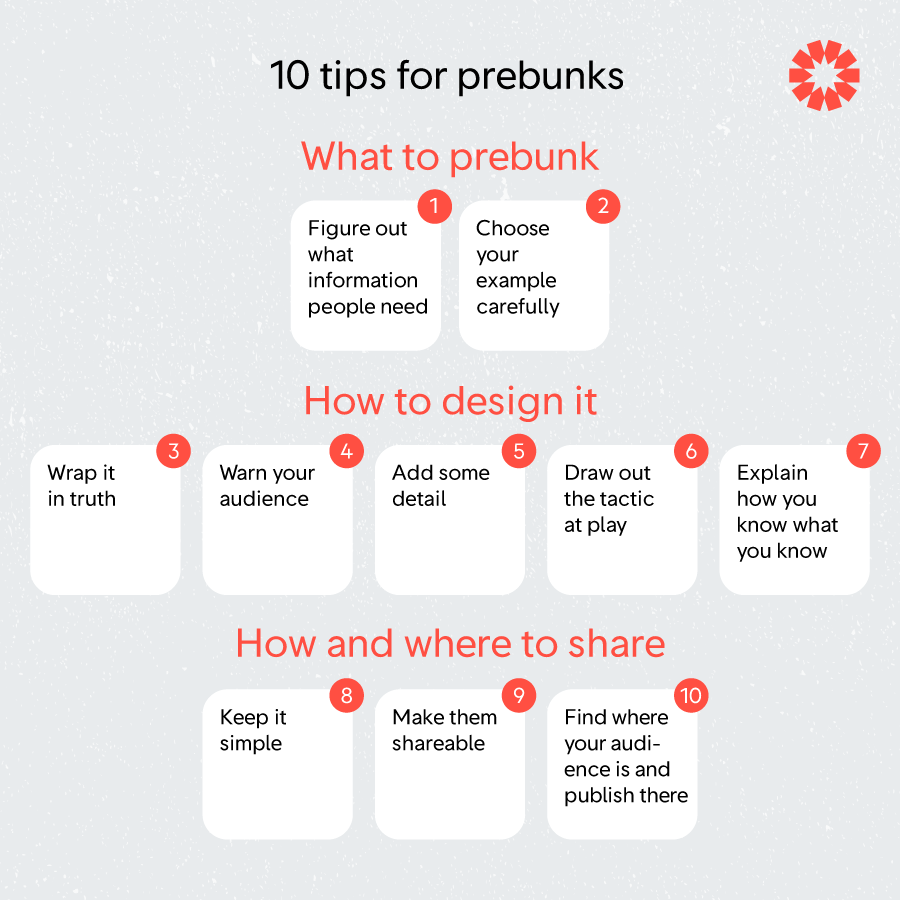 10 tips for prebunks
What to prebunk
1
Figure out
what
information
people need
2
Choose
your
example
carefully
How to design it
3
Wrap it
in truth
4
Warn your
audience
5
Add some
detail
6
Draw out
the tactic
at play
7
Explain
how you
know what
you know
How and where to share
8
Keep it
simple
9
Make them
shareable
10
Find where
your audi-
ence is and
publish there